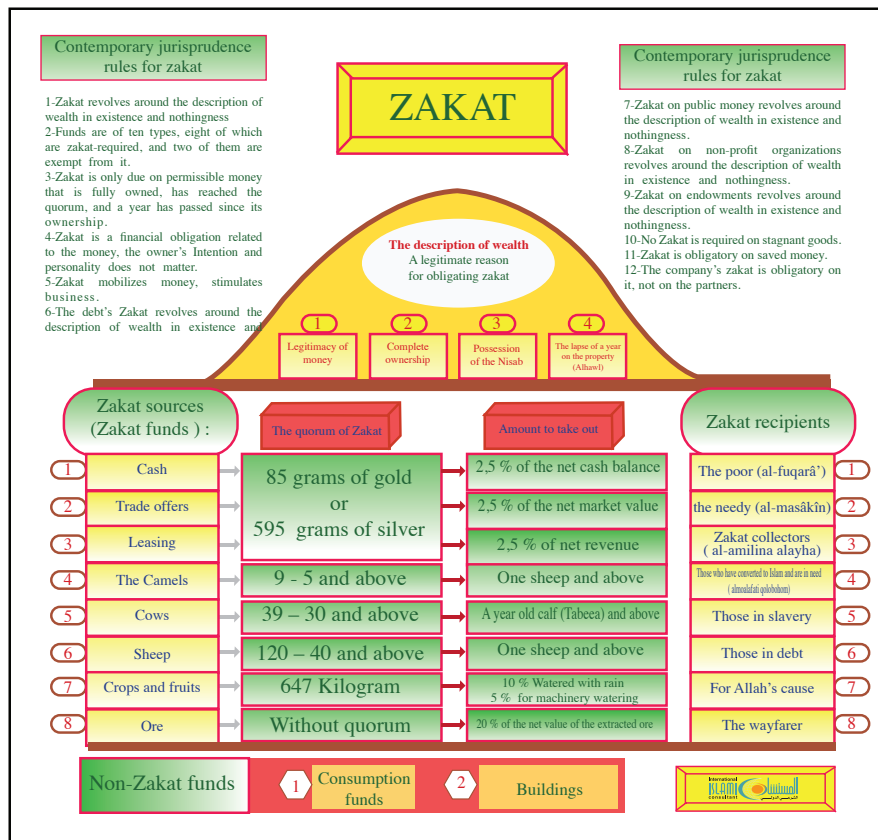 Contemporary jurisprudence
rules for zakat
1-Zakat revolves around the description of
wealth in existence and nothingness
2-Funds are of ten types, eight of which
are zakat-required, and two of them are
exempt from it.
3-Zakat is only due on permissible money
that is fully owned, has reached the
quorum, and a year has passed since its
ownership.
4-Zakat is a financial obligation related
to the money, the owner's Intention and
personality does not matter.
5-Zakat mobilizes money, stimulates
business.
6-The debt's Zakat revolves around the
description of wealth in existence and
ZAKAT
Contemporary jurisprudence
rules for zakat
7-Zakat on public money revolves around
the description of wealth in existence and
nothingness.
8-Zakat on non-profit organizations
revolves around the description of wealth
in existence and nothingness.
9-Zakat on endowments revolves around
the description of wealth in existence and
nothingness.
10-No Zakat is required on stagnant goods.
11-Zakat is obligatory on saved money.
12-The company's zakat is obligatory on
it, not on the partners.
The description of wealth
A legitimate reason
for obligating zakat
1
Legitimacy of
money
2
Complete
ownership
3
Possession
of the Nisab
4
The lapse of a year
on the property
(Alhawl)
Zakat sources
(Zakat funds ) :
The quorum of Zakat
Amount to take out
Zakat recipients
1
Cash
2
Trade offers
3
Leasing
85 grams of gold
or
595 grams of silver
2,5 % of the net cash balance
2,5 % of the net market value
2,5 % of net revenue
The poor (al-fuqarâ')
1
the needy (al-masâkîn)
2
Zakat collectors
( al-amilina alayha)
3
4
The Camels
9 - 5 and above
One sheep and above
Those who have converted to Islam and are in need
( almoalafati qolobohom)
4
5
Cows
39 – 30 and above
A year old calf (Tabeea) and above
Those in slavery
5
6
Sheep
120 – 40 and above
One sheep and above
Those in debt
6
7
Crops and fruits
647 Kilogram
10 % Watered with rain
5 % for machinery watering
For Allah's cause
7
8
Ore
Without quorum
20 % of the net value of the extracted ore
The wayfarer
8
Non-Zakat funds
1
Consumption
funds
2
Buildings
International
ISLAMIC
consultant
المستشار
الشرعي الدولي